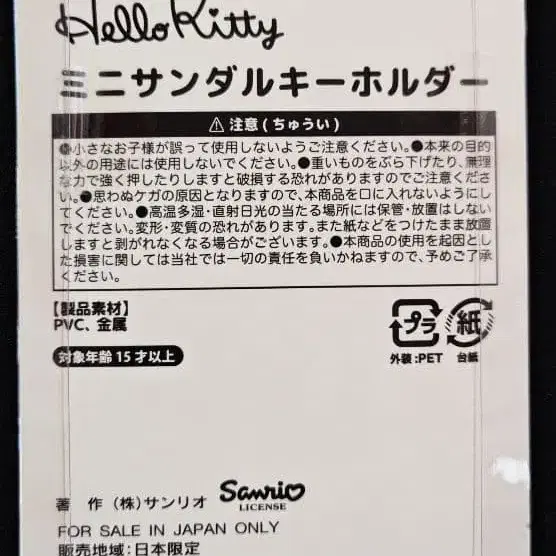 Hello Kitty
ミニサンダルキーホルダー
⚠注意(ちゅうい)
●小さなお子様が誤って使用しないようご注意ください。●本来の目的
以外の用途には使用しないでください。●重いものをぶら下げたり、無理
な力で強く押したりしますと破損する恐れがありますのでご注意くださ
い。●思わぬケガの原因となりますので、本商品を口に入れないようにし
てください。●高温多湿・直射日光の当たる場所には保管・放置はしない
でください。変形・変質の恐れがあります。また紙などをつけたまま放置
しますと剥がれなくなる場合がございます。●本商品の使用を起因とし
た損害に関しては当社では一切の責任を負いかねますので、予めご了承
ください。
【製品素材】
PVC、金属
対象年齢15才以上
プラ 紙
外装:PET 台紙
著 作 (株)サンリオ Sanrio
LICENSE
FOR SALE IN JAPAN ONLY
販売地域:日本限定